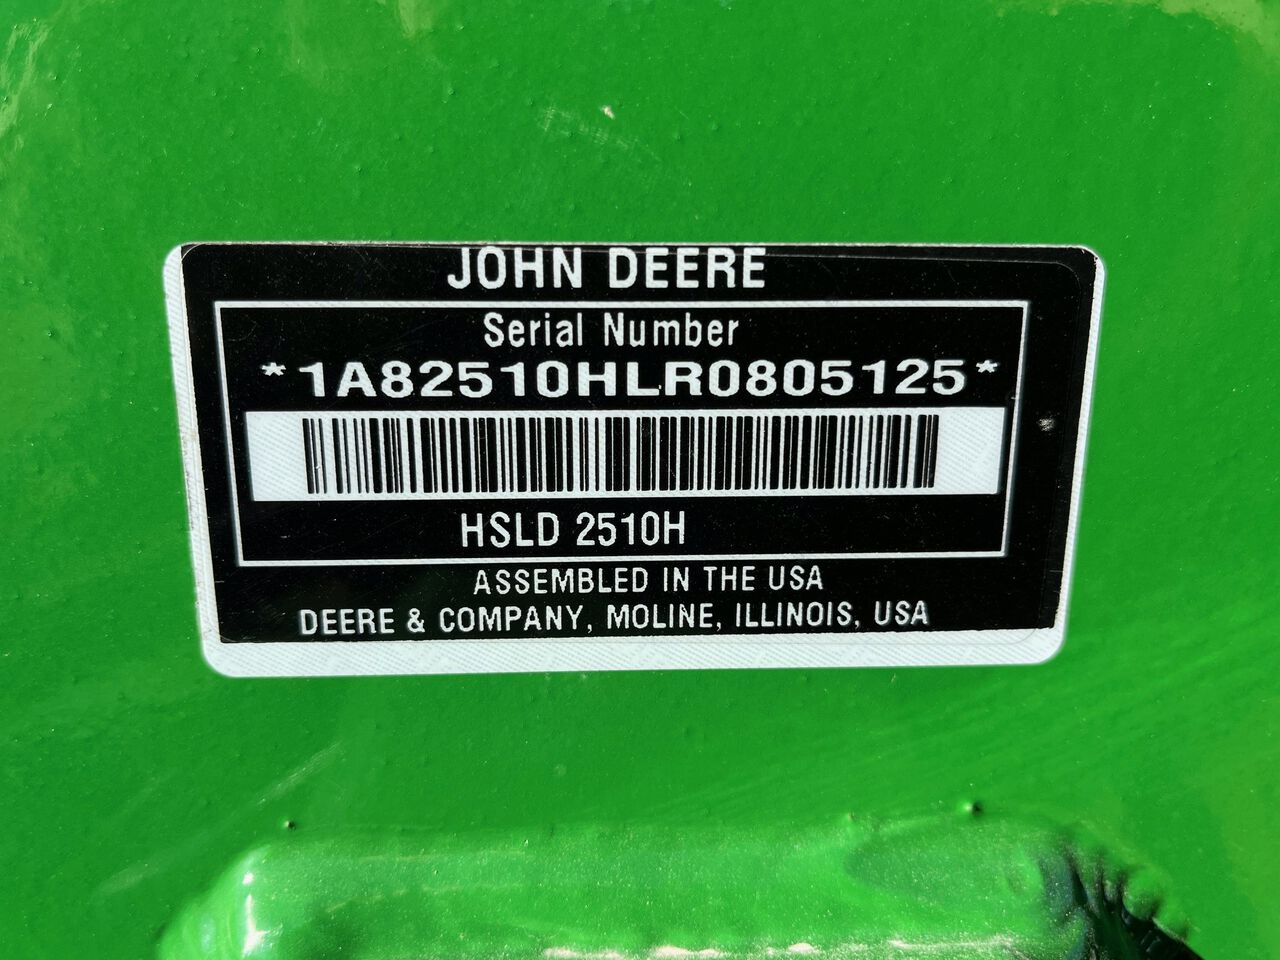 JOHN DEERE
Serial Number
*1A82510HLR0805125*
HSLD 2510H
ASSEMBLED IN THE USA
DEERE & COMPANY, MOLINE, ILLINOIS, USA